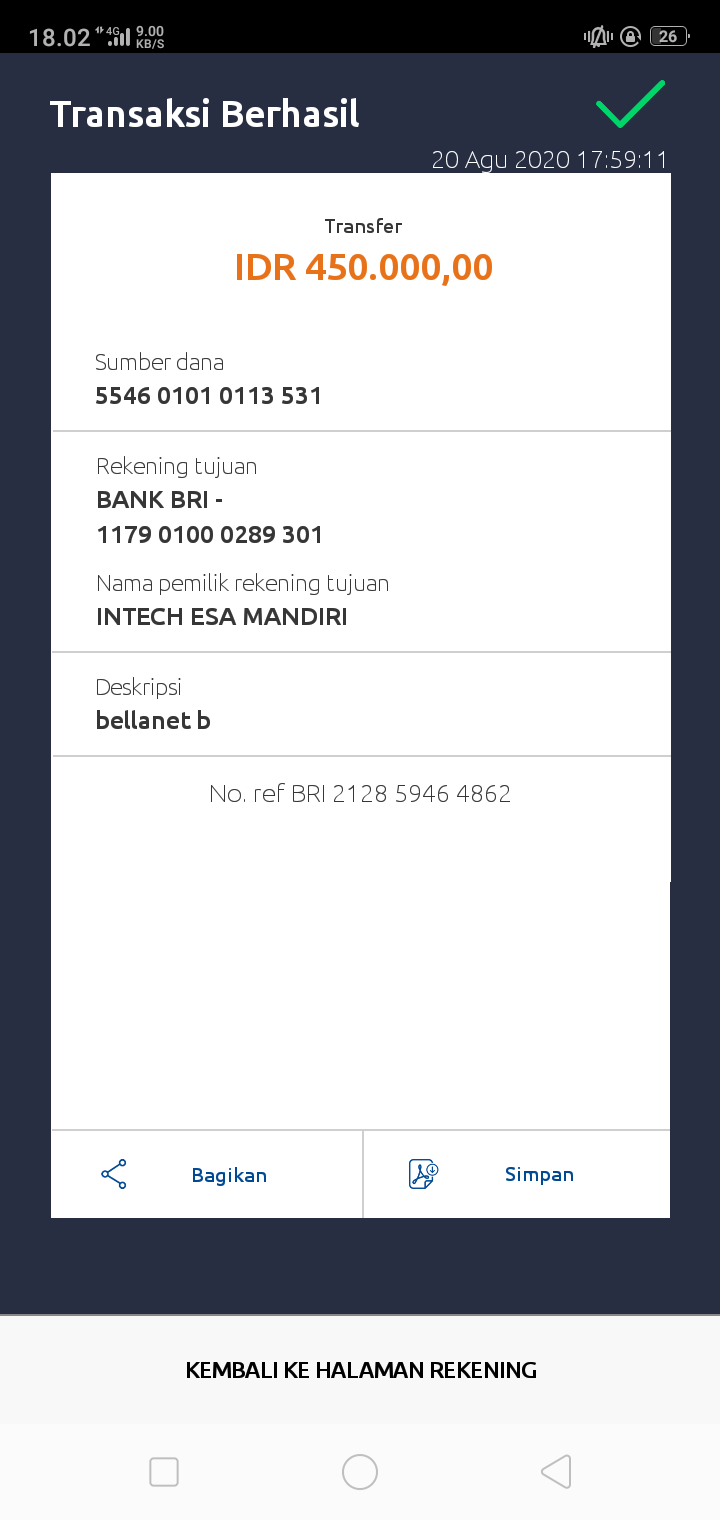 18.02 4G 9.00 KB/S 26
Transaksi Berhasil
20 Agu 2020 17:59:11
Transfer
IDR 450.000,00
Sumber dana
5546 0101 0113 531
Rekening tujuan
BANK BRI -
1179 0100 0289 301
Nama pemilik rekening tujuan
INTECH ESA MANDIRI
Deskripsi
bellanet b
No. ref BRI 2128 5946 4862
Bagikan Simpan
KEMBALI KE HALAMAN REKENING